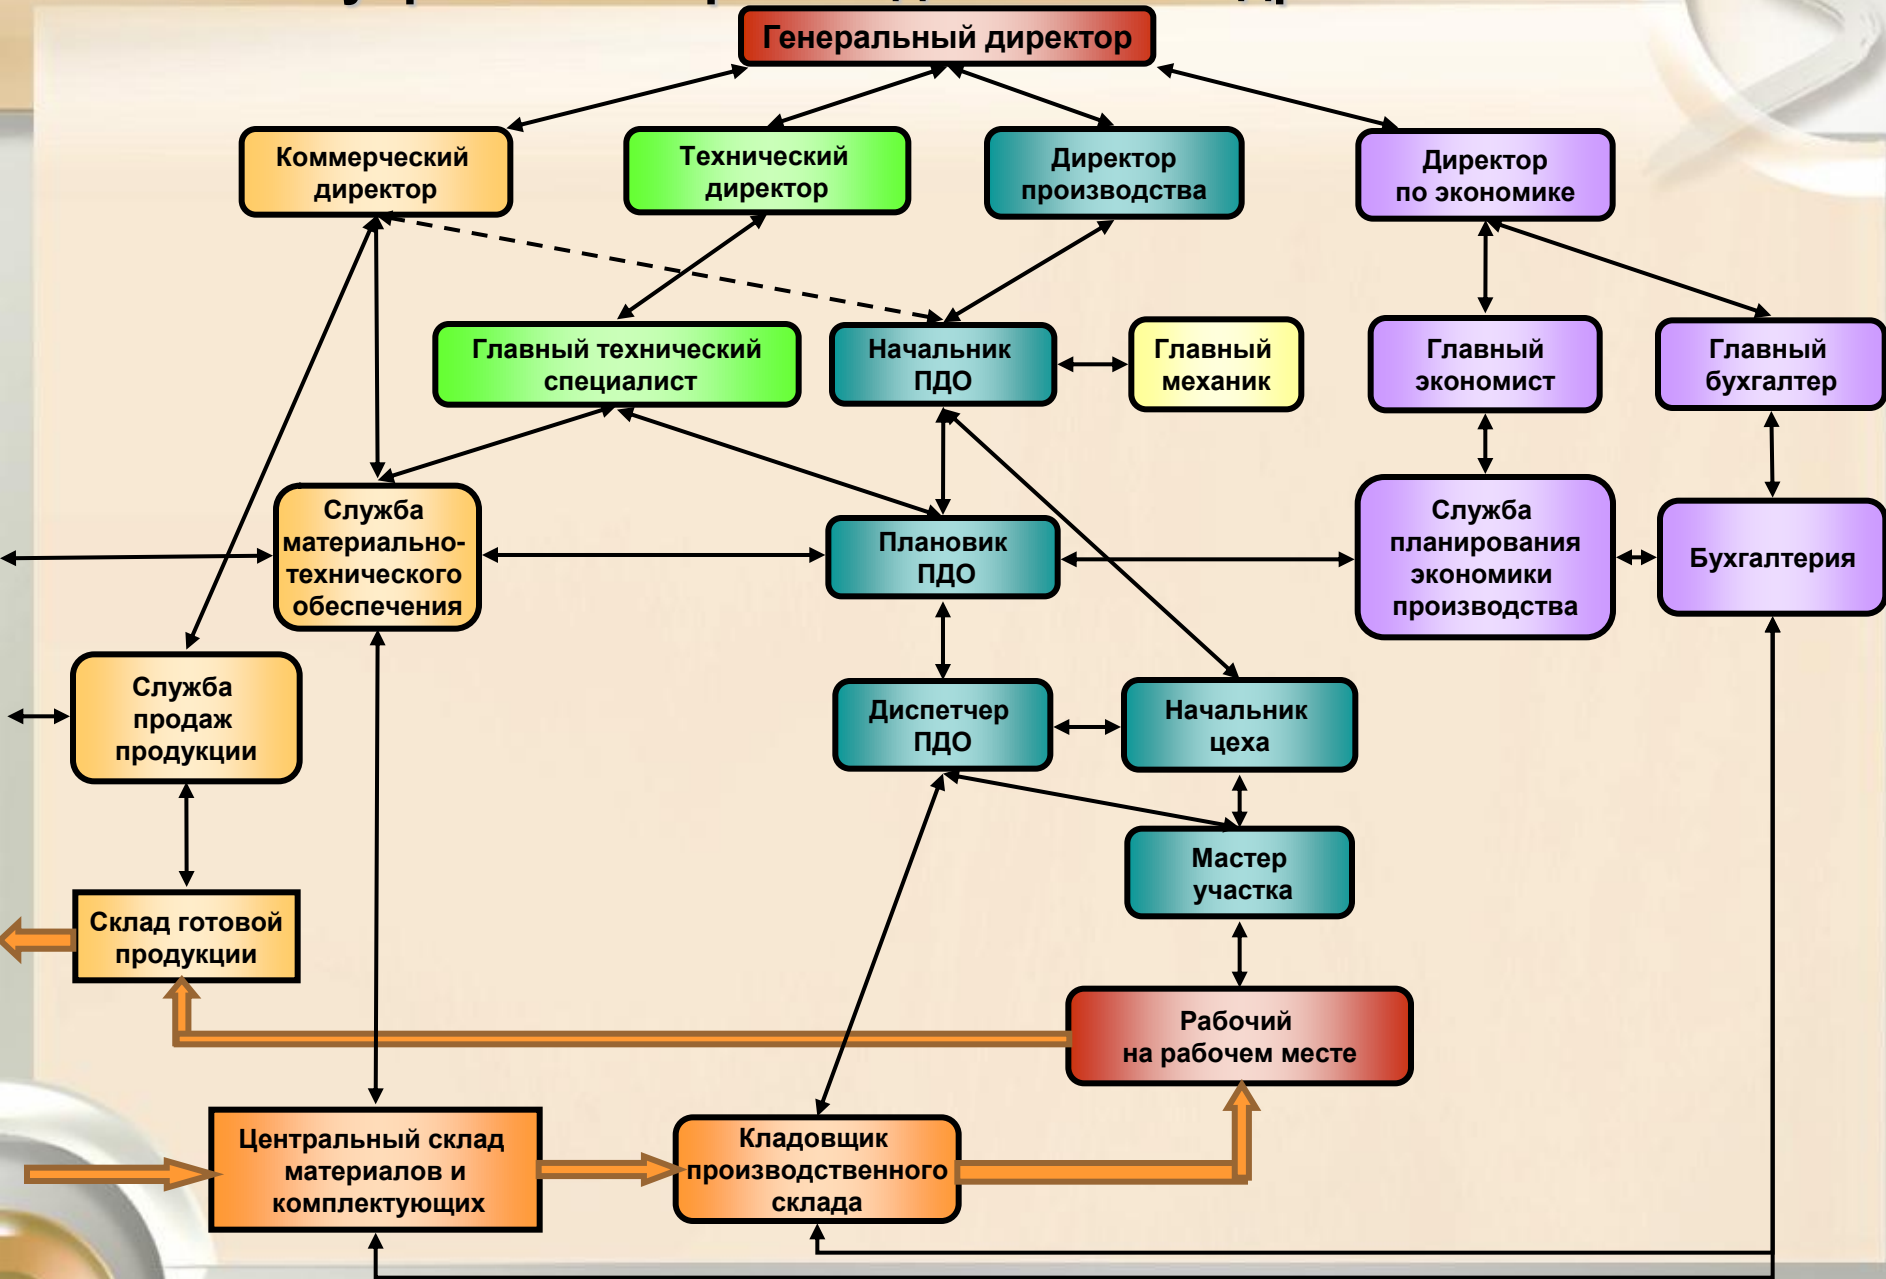 Генеральный директор
Коммерческий
директор
Технический
директор
Директор
производства
Директор
по экономике
Главный технический
специалист
Начальник
ПДО
Главный
механик
Главный
экономист
Главный
бухгалтер
Служба
материально-
технического
обеспечения
Плановик
ПДО
Служба
планирования
экономики
производства
Бухгалтерия
Служба
продаж
продукции
Диспетчер
ПДО
Начальник
цеха
Мастер
участка
Склад готовой
продукции
Рабочий
на рабочем месте
Центральный склад
материалов и
комплектующих
Кладовщик
производственного
склада